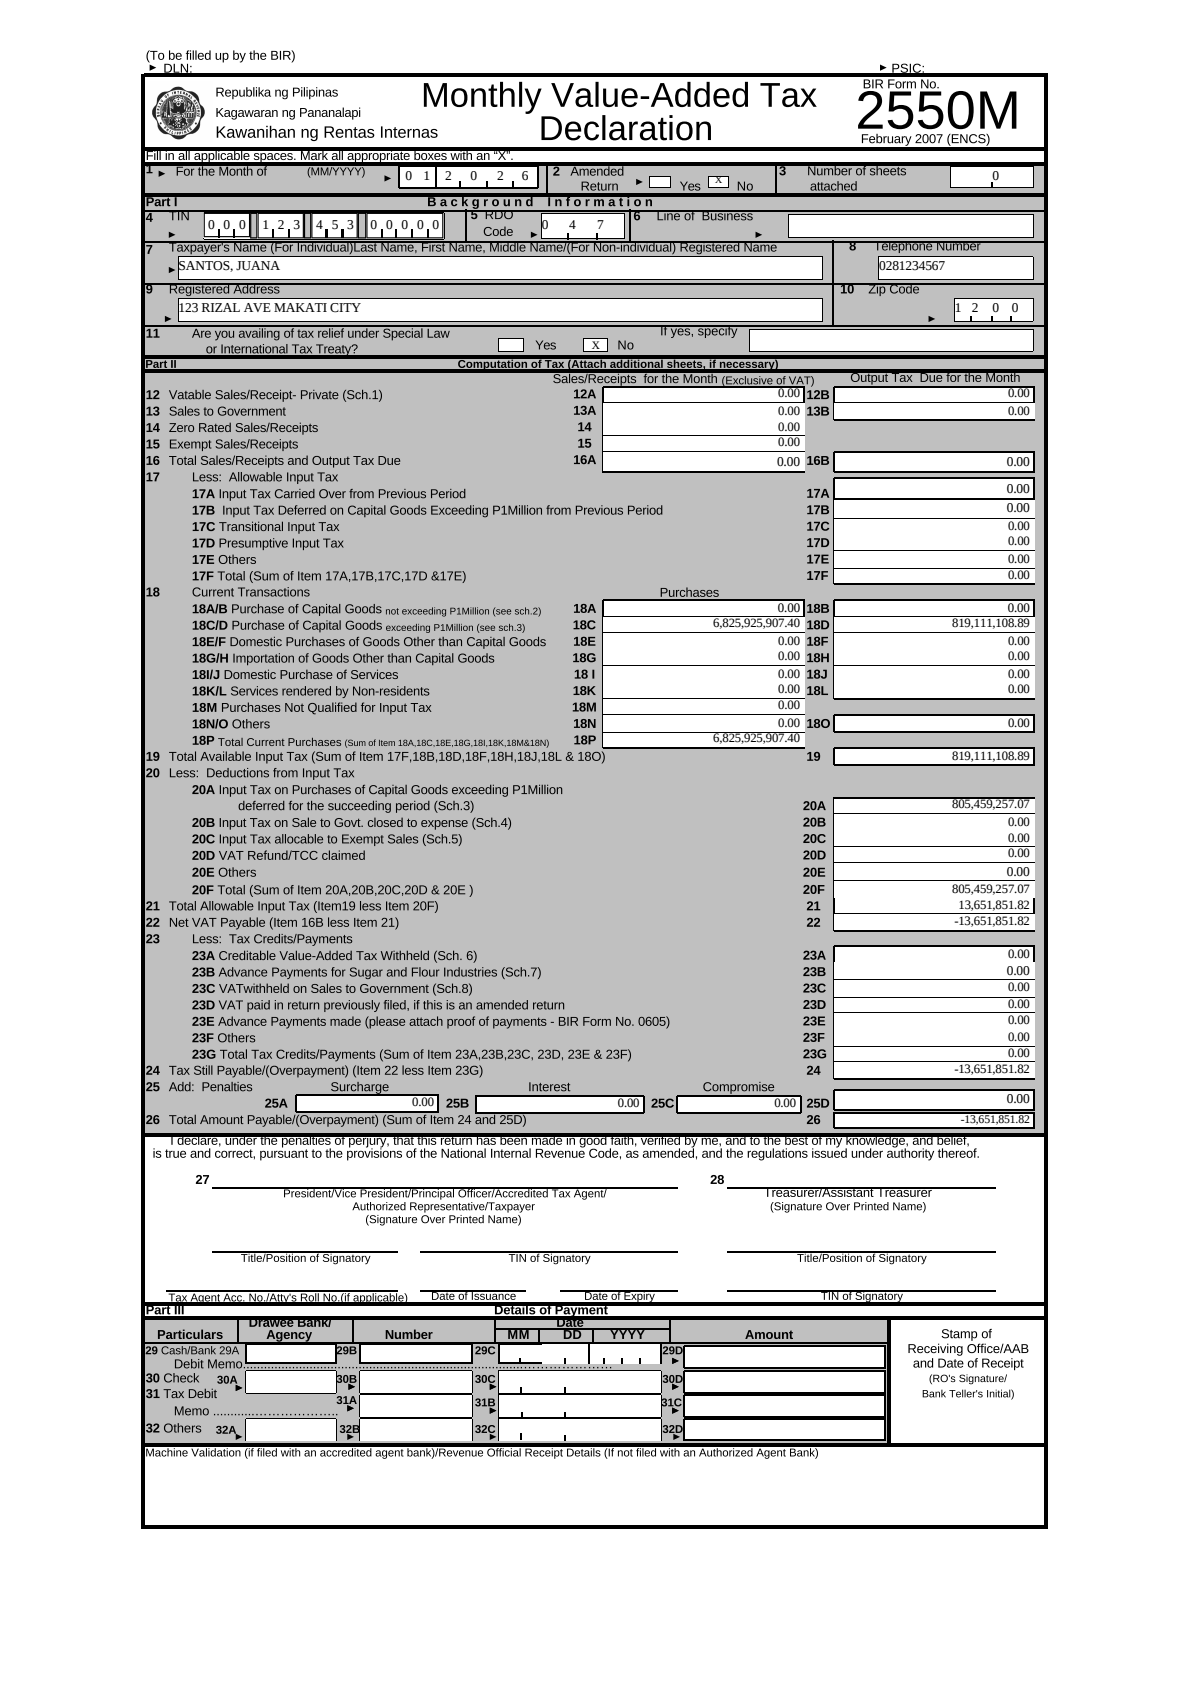 (To be filled up by the BIR)
► DLN: ► PSIC:
Republika ng Pilipinas
Kagawaran ng Pananalapi
Kawanihan ng Rentas Internas
Monthly Value-Added Tax
Declaration
BIR Form No.
2550M
February 2007 (ENCS)
Fill in all applicable spaces. Mark all appropriate boxes with an “X”.
1 ► For the Month of (MM/YYYY) ► 0 1 2 0 2 6 2 Amended Return ► Yes X No 3 Number of sheets attached 0
Part I Background Information
4 TIN ► 0 0 0 1 2 3 4 5 3 0 0 0 0 0 5 RDO Code ► 0 4 7 6 Line of Business ►
7 Taxpayer's Name (For Individual)Last Name, First Name, Middle Name/(For Non-individual) Registered Name 8 Telephone Number
► SANTOS, JUANA 0281234567
9 Registered Address 10 Zip Code
► 123 RIZAL AVE MAKATI CITY ► 1 2 0 0
11 Are you availing of tax relief under Special Law If yes, specify
or International Tax Treaty? Yes X No
Part II Computation of Tax (Attach additional sheets, if necessary)
Sales/Receipts for the Month (Exclusive of VAT) Output Tax Due for the Month
12 Vatable Sales/Receipt- Private (Sch.1) 12A 0.00 12B 0.00
13 Sales to Government 13A 0.00 13B 0.00
14 Zero Rated Sales/Receipts 14 0.00
15 Exempt Sales/Receipts 15 0.00
16 Total Sales/Receipts and Output Tax Due 16A 0.00 16B 0.00
17 Less: Allowable Input Tax
17A Input Tax Carried Over from Previous Period 17A 0.00
17B Input Tax Deferred on Capital Goods Exceeding P1Million from Previous Period 17B 0.00
17C Transitional Input Tax 17C 0.00
17D Presumptive Input Tax 17D 0.00
17E Others 17E 0.00
17F Total (Sum of Item 17A,17B,17C,17D &17E) 17F 0.00
18 Current Transactions Purchases
18A/B Purchase of Capital Goods not exceeding P1Million (see sch.2) 18A 0.00 18B 0.00
18C/D Purchase of Capital Goods exceeding P1Million (see sch.3) 18C 6,825,925,907.40 18D 819,111,108.89
18E/F Domestic Purchases of Goods Other than Capital Goods 18E 0.00 18F 0.00
18G/H Importation of Goods Other than Capital Goods 18G 0.00 18H 0.00
18I/J Domestic Purchase of Services 18 I 0.00 18J 0.00
18K/L Services rendered by Non-residents 18K 0.00 18L 0.00
18M Purchases Not Qualified for Input Tax 18M 0.00
18N/O Others 18N 0.00 18O 0.00
18P Total Current Purchases (Sum of Item 18A,18C,18E,18G,18I,18K,18M&18N) 18P 6,825,925,907.40
19 Total Available Input Tax (Sum of Item 17F,18B,18D,18F,18H,18J,18L & 18O) 19 819,111,108.89
20 Less: Deductions from Input Tax
20A Input Tax on Purchases of Capital Goods exceeding P1Million
deferred for the succeeding period (Sch.3) 20A 805,459,257.07
20B Input Tax on Sale to Govt. closed to expense (Sch.4) 20B 0.00
20C Input Tax allocable to Exempt Sales (Sch.5) 20C 0.00
20D VAT Refund/TCC claimed 20D 0.00
20E Others 20E 0.00
20F Total (Sum of Item 20A,20B,20C,20D & 20E ) 20F 805,459,257.07
21 Total Allowable Input Tax (Item19 less Item 20F) 21 13,651,851.82
22 Net VAT Payable (Item 16B less Item 21) 22 -13,651,851.82
23 Less: Tax Credits/Payments
23A Creditable Value-Added Tax Withheld (Sch. 6) 23A 0.00
23B Advance Payments for Sugar and Flour Industries (Sch.7) 23B 0.00
23C VATwithheld on Sales to Government (Sch.8) 23C 0.00
23D VAT paid in return previously filed, if this is an amended return 23D 0.00
23E Advance Payments made (please attach proof of payments - BIR Form No. 0605) 23E 0.00
23F Others 23F 0.00
23G Total Tax Credits/Payments (Sum of Item 23A,23B,23C, 23D, 23E & 23F) 23G 0.00
24 Tax Still Payable/(Overpayment) (Item 22 less Item 23G) 24 -13,651,851.82
25 Add: Penalties Surcharge Interest Compromise
25A 0.00 25B 0.00 25C 0.00 25D 0.00
26 Total Amount Payable/(Overpayment) (Sum of Item 24 and 25D) 26 -13,651,851.82
I declare, under the penalties of perjury, that this return has been made in good faith, verified by me, and to the best of my knowledge, and belief,
is true and correct, pursuant to the provisions of the National Internal Revenue Code, as amended, and the regulations issued under authority thereof.
27 28
President/Vice President/Principal Officer/Accredited Tax Agent/ Treasurer/Assistant Treasurer
Authorized Representative/Taxpayer (Signature Over Printed Name)
(Signature Over Printed Name)
Title/Position of Signatory TIN of Signatory Title/Position of Signatory
Tax Agent Acc. No./Atty's Roll No.(if applicable) Date of Issuance Date of Expiry TIN of Signatory
Part III Details of Payment
Particulars Drawee Bank/ Agency Number Date MM DD YYYY Amount
Stamp of
Receiving Office/AAB
and Date of Receipt
(RO's Signature/
Bank Teller's Initial)
29 Cash/Bank 29A 29B 29C 29D
Debit Memo
30 Check 30A 30B 30C 30D
31 Tax Debit 31A 31B 31C
Memo
32 Others 32A 32B 32C 32D
Machine Validation (if filed with an accredited agent bank)/Revenue Official Receipt Details (If not filed with an Authorized Agent Bank)